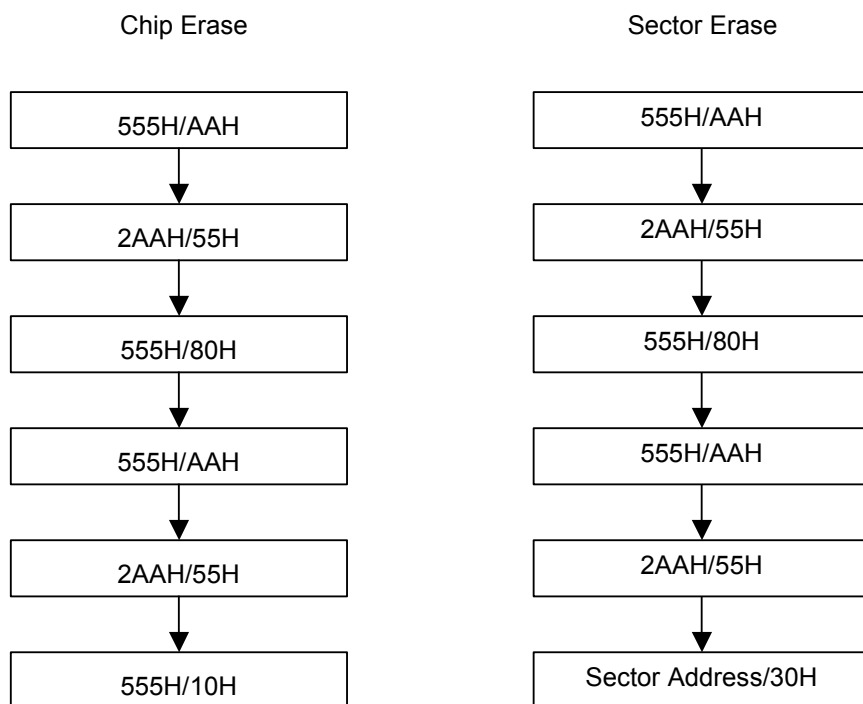 Chip Erase
555H/AAH
2AAH/55H
555H/80H
555H/AAH
2AAH/55H
555H/10H
Sector Erase
555H/AAH
2AAH/55H
555H/80H
555H/AAH
2AAH/55H
Sector Address/30H